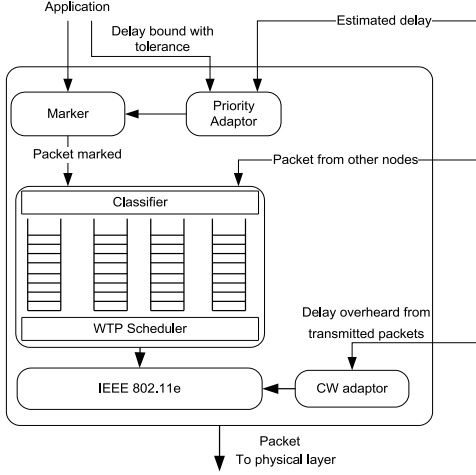 Application
Estimated delay
Delay bound with
tolerance
Marker
Priority
Adaptor
Packet marked
Packet from other nodes
Classifier
WTP Scheduler
Delay overheard from
transmitted packets
IEEE 802.11e
CW adaptor
Packet
To physical layer